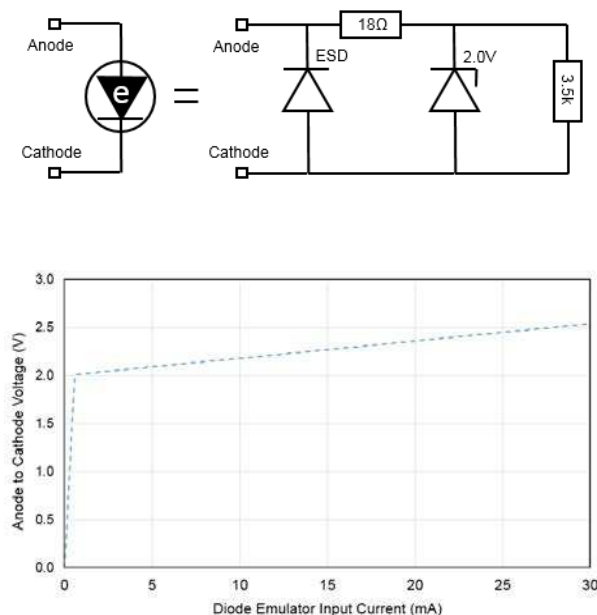 Anode
e
Cathode
=
Anode
ESD
18Ω
2.0V
3.5k
Cathode
3.0
2.5
2.0
1.5
1.0
0.5
0.0
Anode to Cathode Voltage (V)
0 5 10 15 20 25 30
Diode Emulator Input Current (mA)